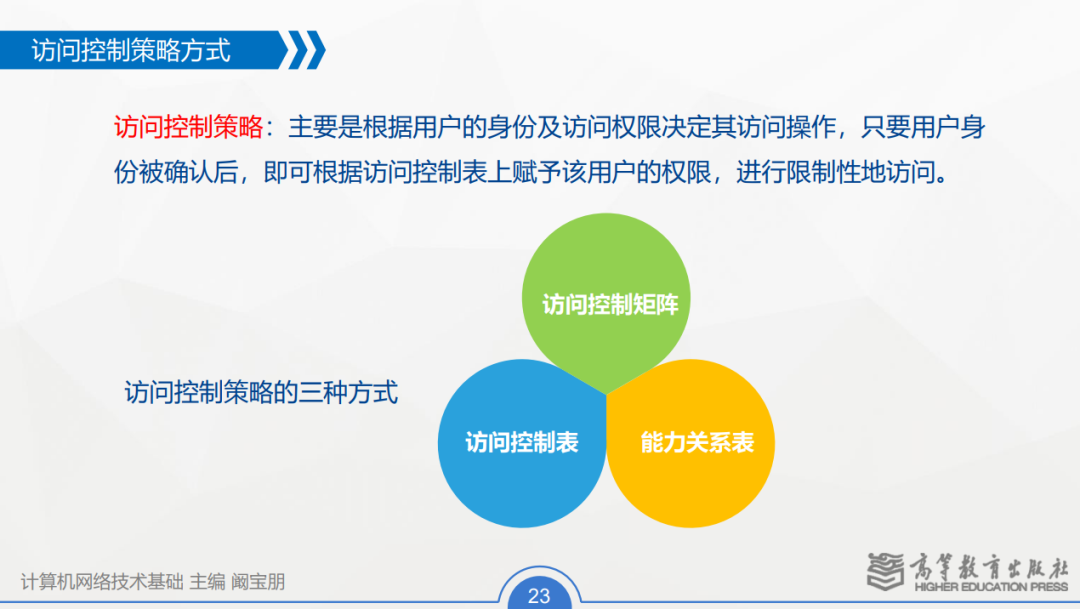 访问控制策略方式
访问控制策略：主要是根据用户的身份及访问权限决定其访问操作，只要用户身
份被确认后，即可根据访问控制表上赋予该用户的权限，进行限制性地访问。
访问控制矩阵
访问控制策略的三种方式
访问控制表
能力关系表
计算机网络技术基础 主编 阚宝朋
23
高等教育出版社
HIGHER EDUCATION PRESS